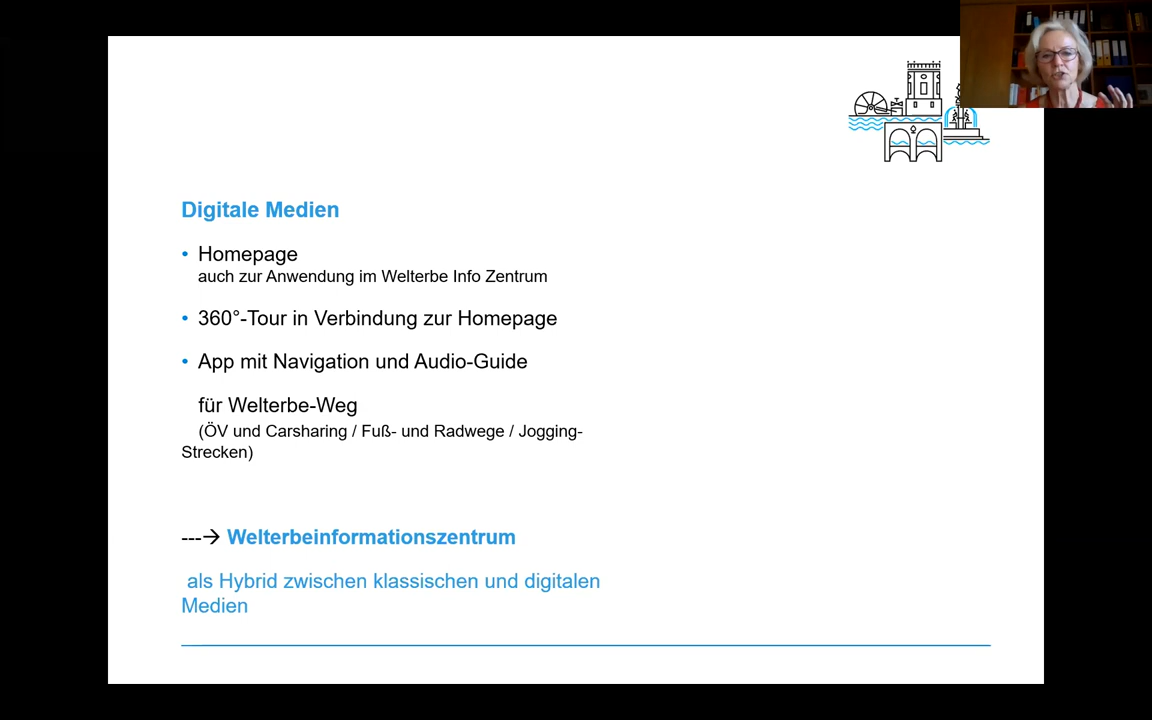 Digitale Medien
• Homepage
auch zur Anwendung im Welterbe Info Zentrum
• 360°-Tour in Verbindung zur Homepage
• App mit Navigation und Audio-Guide
für Welterbe-Weg
(ÖV und Carsharing / Fuß- und Radwege / Jogging-
Strecken)
---→ Welterbeinformationszentrum
als Hybrid zwischen klassischen und digitalen
Medien